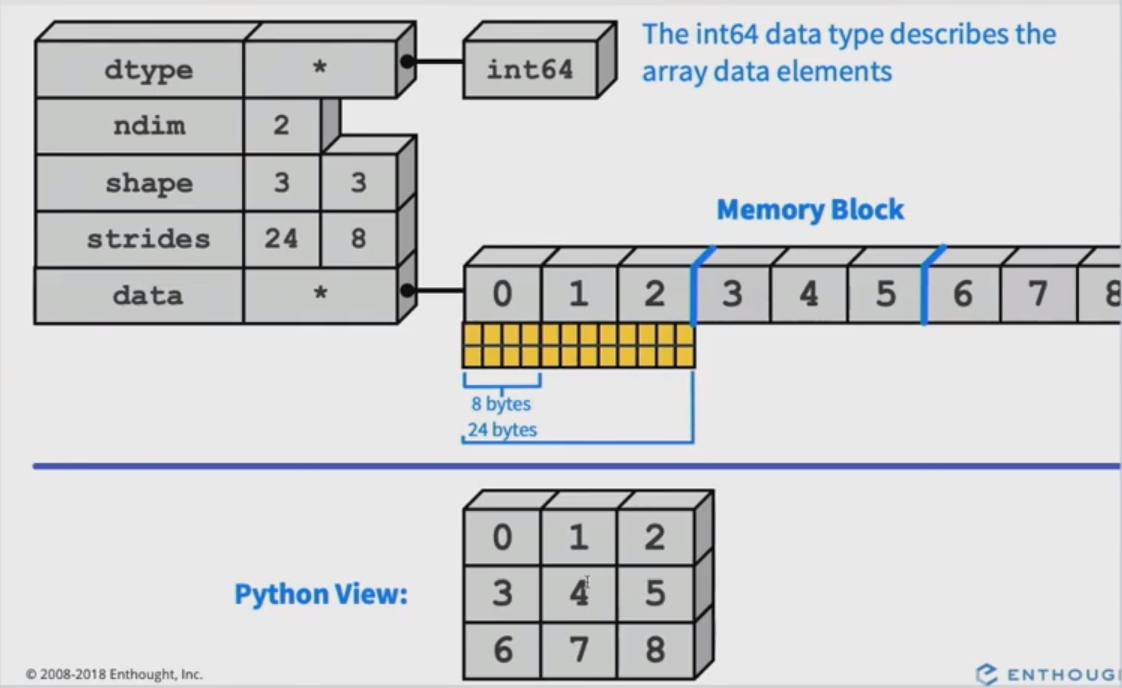 dtype * int64
The int64 data type describes the
array data elements
ndim 2
shape 3 3
strides 24 8
Memory Block
data * 0 1 2 3 4 5 6 7 8
8 bytes
24 bytes
Python View:
0 1 2
3 4 5
6 7 8
© 2008-2018 Enthought, Inc.
ENTHOUG